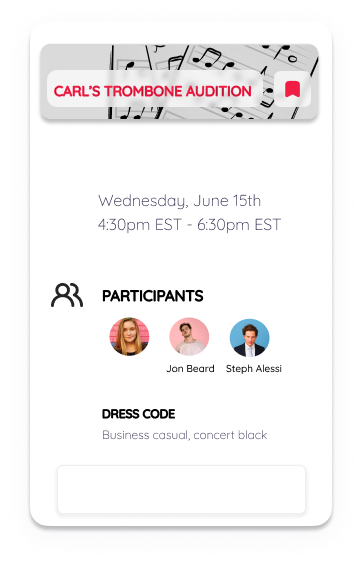 CARL'S TROMBONE AUDITION
Wednesday, June 15th
4:30pm EST - 6:30pm EST
PARTICIPANTS
Jon Beard Steph Alessi
DRESS CODE
Business casual, concert black